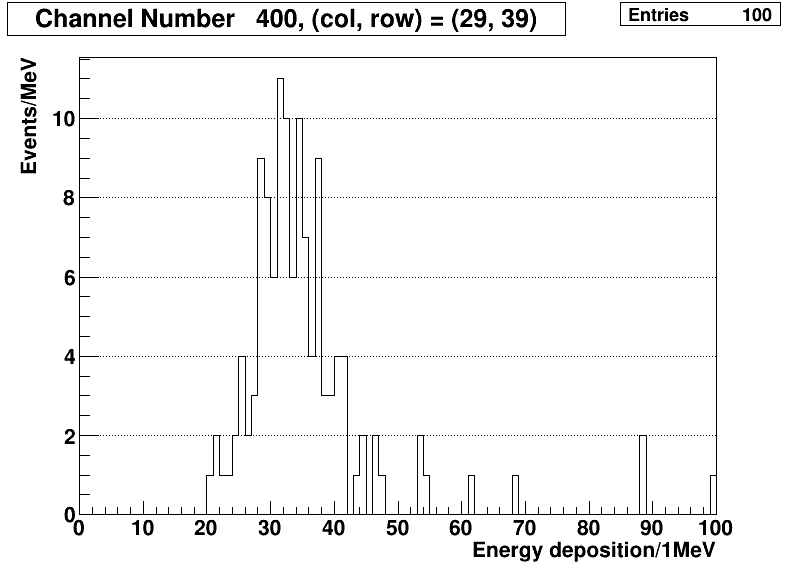 Channel Number 400, (col, row) = (29, 39)
Entries 100
Events/MeV
10
8
6
4
2
0
0 10 20 30 40 50 60 70 80 90 100
Energy deposition/1MeV